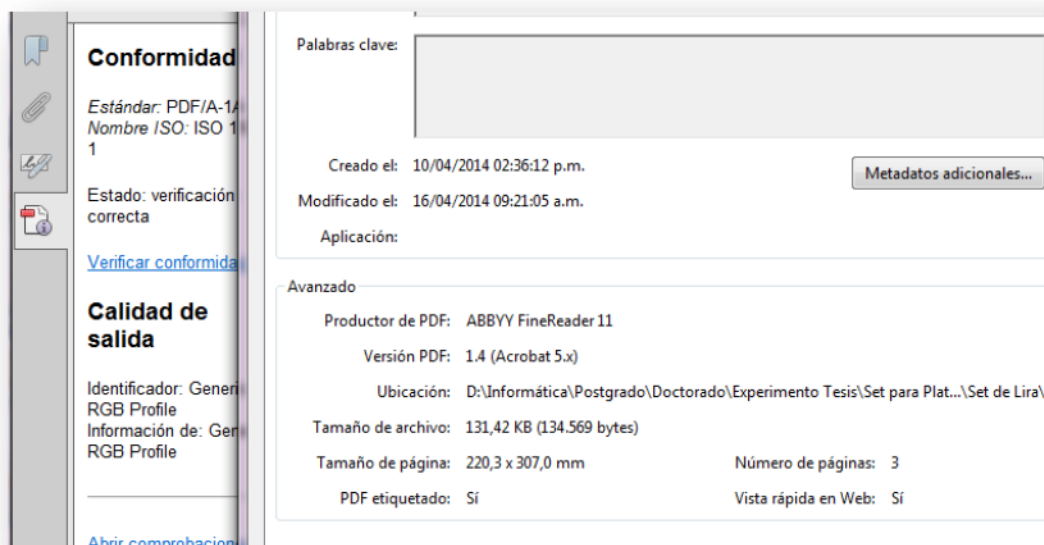 Conformidad
Estándar: PDF/A-1A
Nombre ISO: ISO 1
1
Estado: verificación
correcta
Verificar conformida
Calidad de
salida
Identificador: Generi
RGB Profile
Información de: Gen
RGB Profile
Abrir comprobacion
Palabras clave:
Creado el: 10/04/2014 02:36:12 p.m.
Metadatos adicionales...
Modificado el: 16/04/2014 09:21:05 a.m.
Aplicación:
Avanzado
Productor de PDF: ABBYY FineReader 11
Versión PDF: 1.4 (Acrobat 5.x)
Ubicación: D:\Informática\Postgrado\Doctorado\Experimento Tesis\Set para Plat...\Set de Lira\
Tamaño de archivo: 131,42 KB (134.569 bytes)
Tamaño de página: 220,3 x 307,0 mm Número de páginas: 3
PDF etiquetado: Sí Vista rápida en Web: Sí